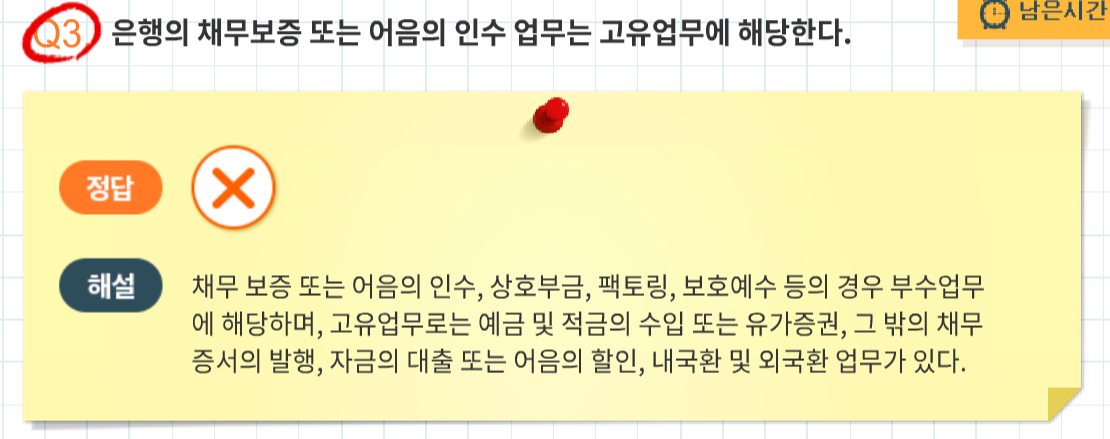 Q3 은행의 채무보증 또는 어음의 인수 업무는 고유업무에 해당한다.
남은시간
정답
해설
채무 보증 또는 어음의 인수, 상호부금, 팩토링, 보호예수 등의 경우 부수업무
에 해당하며, 고유업무로는 예금 및 적금의 수입 또는 유가증권, 그 밖의 채무
증서의 발행, 자금의 대출 또는 어음의 할인, 내국환 및 외국환 업무가 있다.